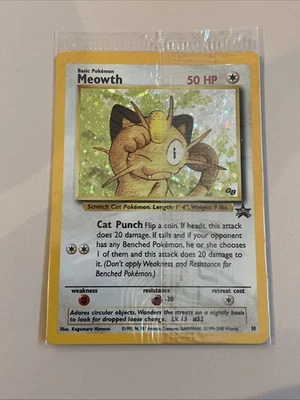 Basic Pokémon
Meowth
50 HP
GB
Scratch Cat Pokémon. Length: 1' 4", Weight: 9 lbs.
Cat Punch Flip a coin. If heads, this attack
does 20 damage. If tails and if your opponent
has any Benched Pokémon, he or she chooses
1 of them and this attack does 20 damage to
it. (Don't apply Weakness and Resistance for
Benched Pokémon.)
weakness resistance retreat cost
-30
Adores circular objects. Wanders the streets on a nightly basis
to look for dropped loose change. LV. 13 #52
Illus. Kagemaru Himeno
10